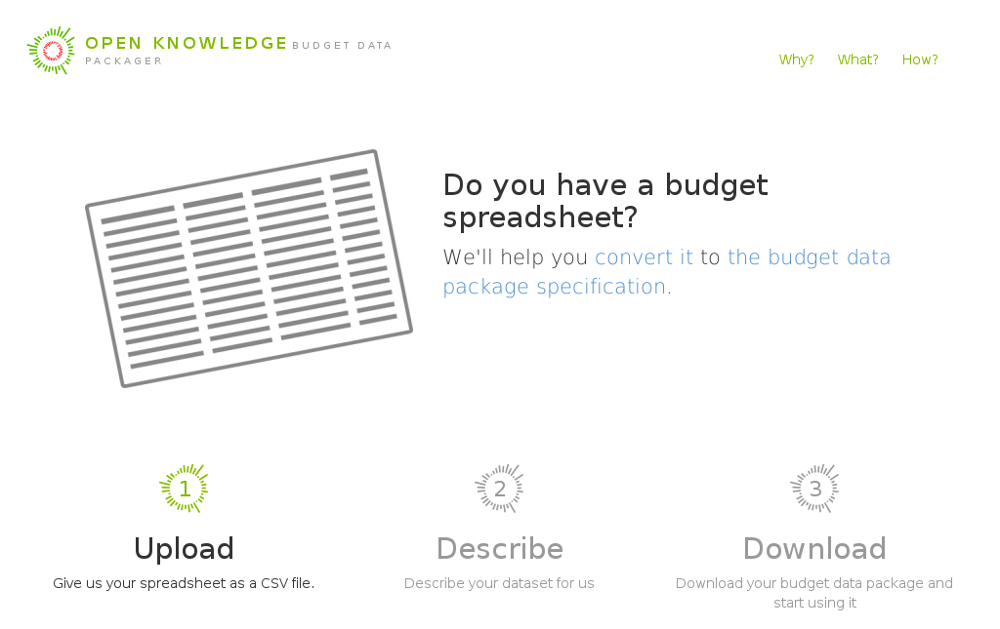 OPEN KNOWLEDGE BUDGET DATA
PACKAGER
Why? What? How?
Do you have a budget
spreadsheet?
We'll help you convert it to the budget data
package specification.
1
Upload
Give us your spreadsheet as a CSV file.
2
Describe
Describe your dataset for us
3
Download
Download your budget data package and
start using it